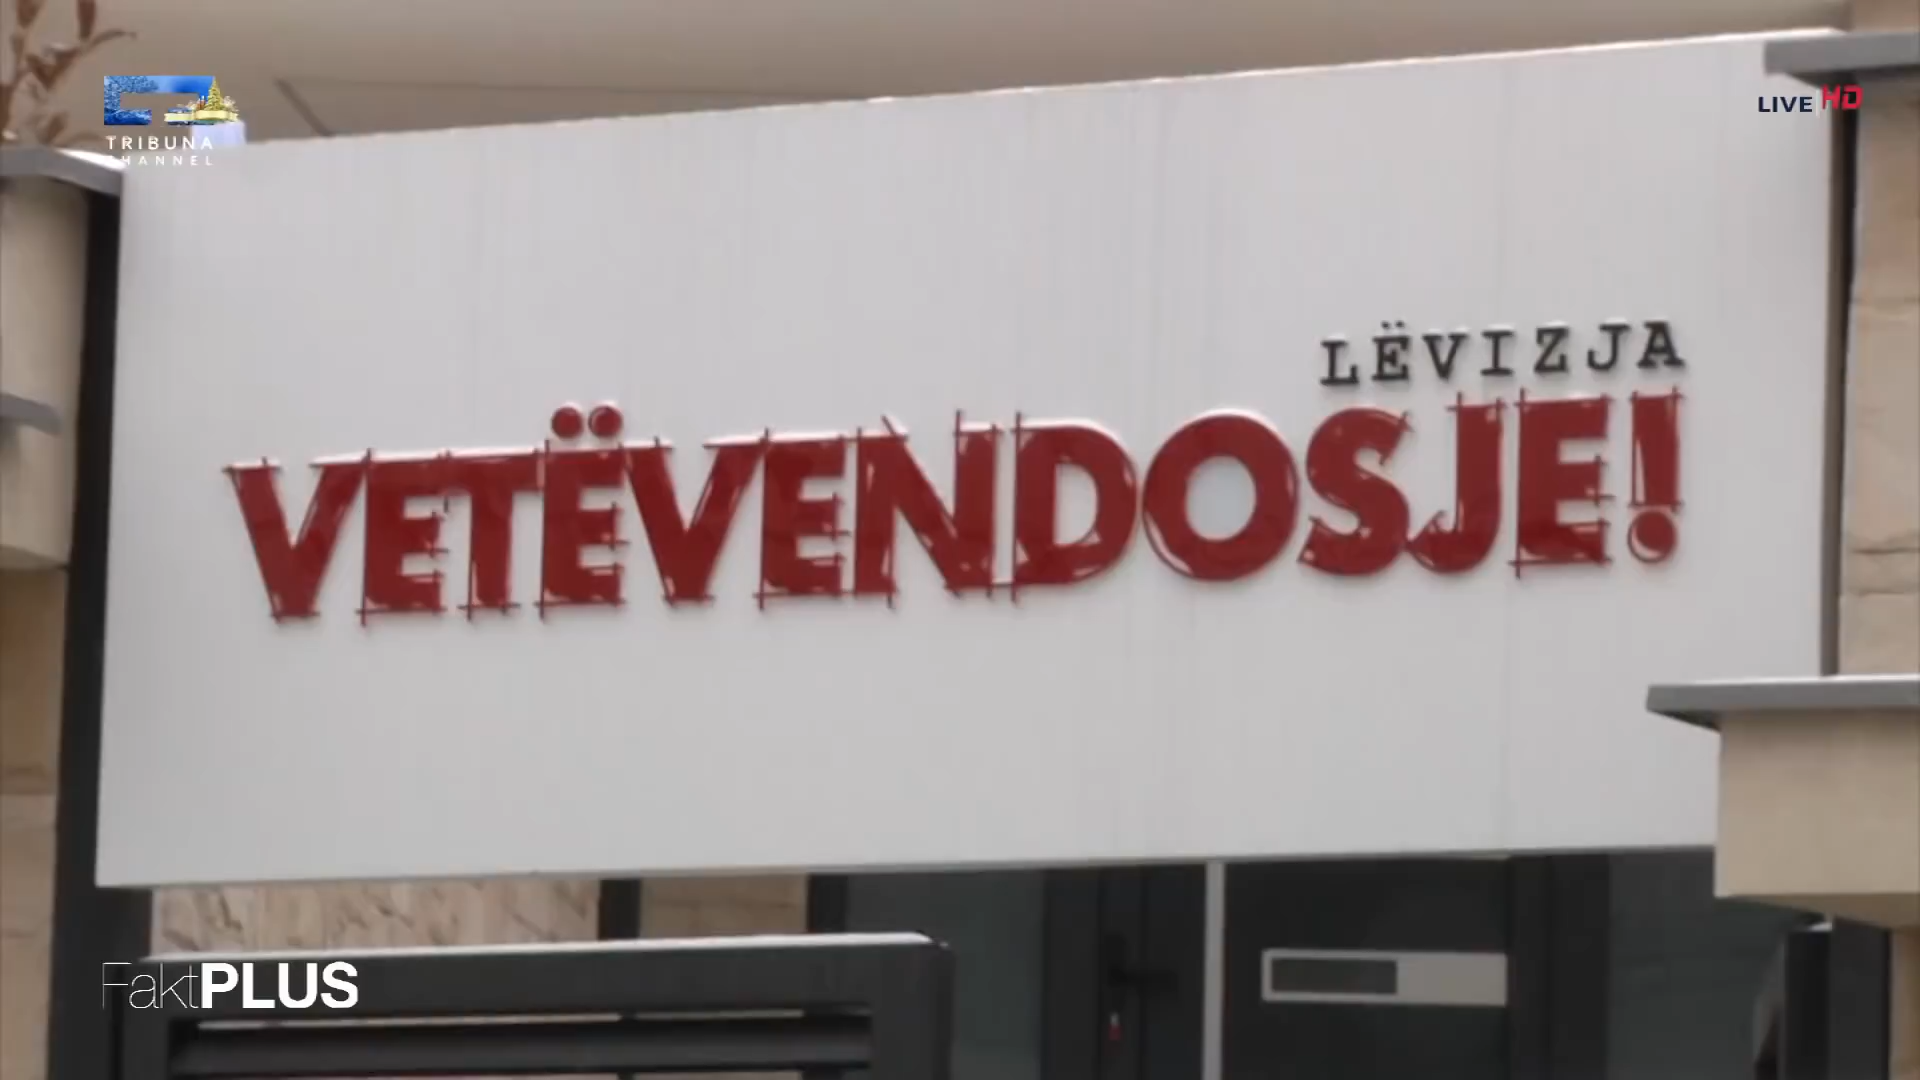 TRIBUNA
CHANNEL
LIVE HD
LËVIZJA
VETËVENDOSJE!
FaktPLUS